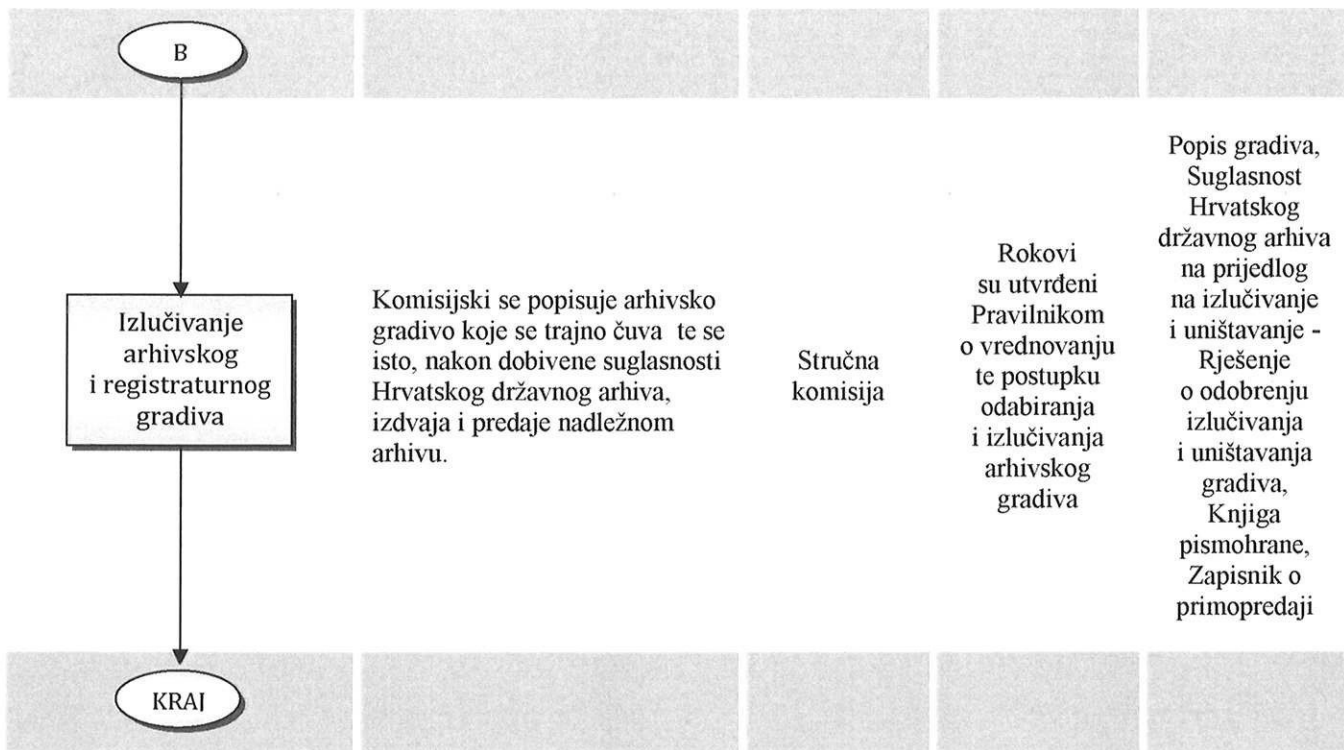 B
Izlučivanje
arhivskog
i registraturnog
gradiva
Komisijski se popisuje arhivsko
gradivo koje se trajno čuva te se
isto, nakon dobivene suglasnosti
Hrvatskog državnog arhiva,
izdvaja i predaje nadležnom
arhivu.
Stručna
komisija
Rokovi
su utvrđeni
Pravilnikom
o vrednovanju
te postupku
odabiranja
i izlučivanja
arhivskog
gradiva
Popis gradiva,
Suglasnost
Hrvatskog
državnog arhiva
na prijedlog
na izlučivanje
i uništavanje -
Rješenje
o odobrenju
izlučivanja
i uništavanja
gradiva,
Knjiga
pismohrane,
Zapisnik o
primopredaji
KRAJ